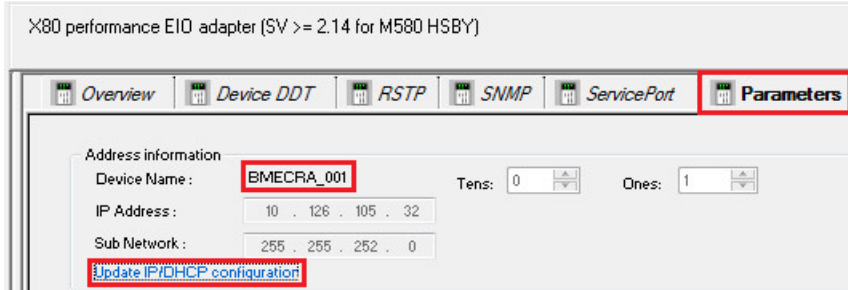 X80 performance EIO adapter (SV >= 2.14 for M580 HSBY)
Overview Device DDT RSTP SNMP ServicePort Parameters
Address information
Device Name : BMECRA_001 Tens: 0 Ones: 1
IP Address : 10 . 126 . 105 . 32
Sub Network : 255 . 255 . 252 . 0
Update IP/DHCP configuration